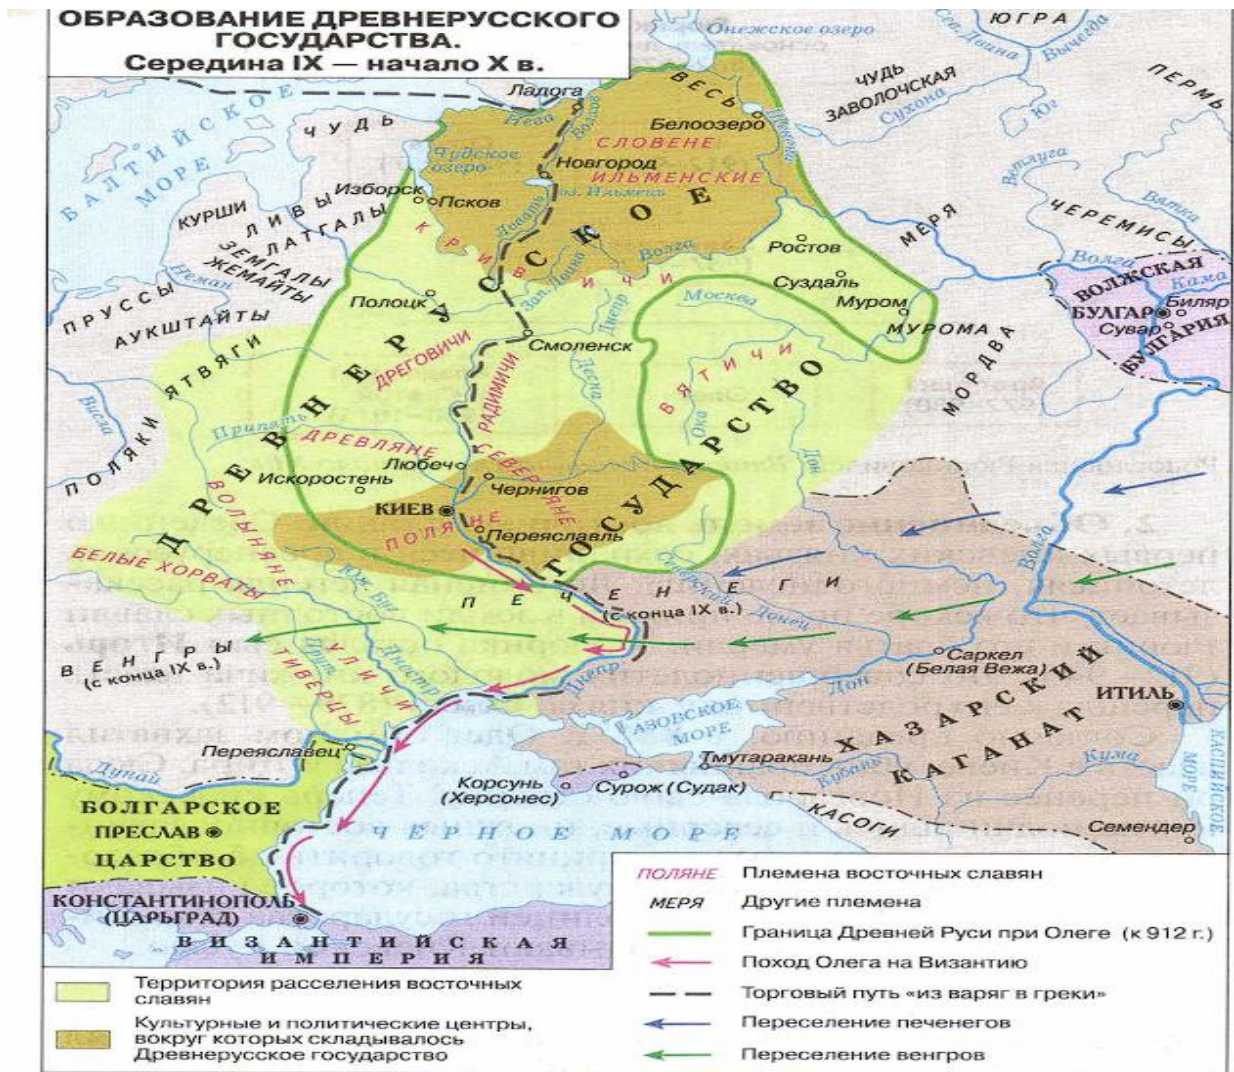 ОБРАЗОВАНИЕ ДРЕВНЕРУССКОГО
ГОСУДАРСТВА.
Середина IX — начало X в.
Онежское озеро
ЮГРА
Сев. Двина
Вычегда
ЧУДЬ
ЗАВОЛОЧСКАЯ
Сухона
Юг
ПЕРМЬ
БАЛТИЙСКОЕ
МОРЕ
ЧУДЬ
Ладога
Нева
Волхов
ВЕСЬ
Белоозеро
Шексна
СЛОВЕНЕ
ИЛЬМЕНСКИЕ
Чудское
озеро
Новгород
оз. Ильмень
Ловать
Изборск
Псков
КУРШИ
ЛИВЫ
ЛАТГАЛЫ
ЗЕМГАЛЫ
ЖЕМАЙТЫ
Неман
ПРУССЫ
АУКШТАЙТЫ
ЯТВЯГИ
ПОЛЯКИ
Висла
КРИВИЧИ
Зап. Двина
Волга
Днепр
Полоцк
Смоленск
Ростов
Суздаль
Муром
Москва
МЕРЯ
МУРОМА
МОРДВА
Ветлуга
Вятка
ЧЕРЕМИСЫ
Волга
Кама
ВОЛЖСКАЯ
БУЛГАРИЯ
БУЛГАР
Биляр
Сувар
ДРЕВНЕРУССКОЕ
ГОСУДАРСТВО
ДРЕГОВИЧИ
РАДИМИЧИ
ВЯТИЧИ
Десна
Ока
Дон
Припять
ДРЕВЛЯНЕ
Любеч
СЕВЕРЯНЕ
Искоростень
Чернигов
КИЕВ
ПОЛЯНЕ
Переяславль
ВОЛЫНЯНЕ
БЕЛЫЕ ХОРВАТЫ
Юж. Буг
Северский Донец
ПЕЧЕНЕГИ
(с конца IX в.)
Волга
ВЕНГРЫ
(с конца IX в.)
Прут
Днестр
УЛИЧИ
ТИВЕРЦЫ
Днепр
Дон
Саркел
(Белая Вежа)
ИТИЛЬ
ХАЗАРСКИЙ
КАГАНАТ
АЗОВСКОЕ
МОРЕ
Переяславец
Дунай
Тмутаракань
Кубань
Кума
КАСПИЙСКОЕ
МОРЕ
Корсунь
(Херсонес)
Сурож (Судак)
КАСОГИ
Семендер
БОЛГАРСКОЕ
ПРЕСЛАВ
ЦАРСТВО
ЧЁРНОЕ МОРЕ
КОНСТАНТИНОПОЛЬ
(ЦАРЬГРАД)
ВИЗАНТИЙСКАЯ
ИМПЕРИЯ
ПОЛЯНЕ Племена восточных славян
МЕРЯ Другие племена
Граница Древней Руси при Олеге (к 912 г.)
Поход Олега на Византию
Торговый путь «из варяг в греки»
Переселение печенегов
Переселение венгров
Территория расселения восточных
славян
Культурные и политические центры,
вокруг которых складывалось
Древнерусское государство